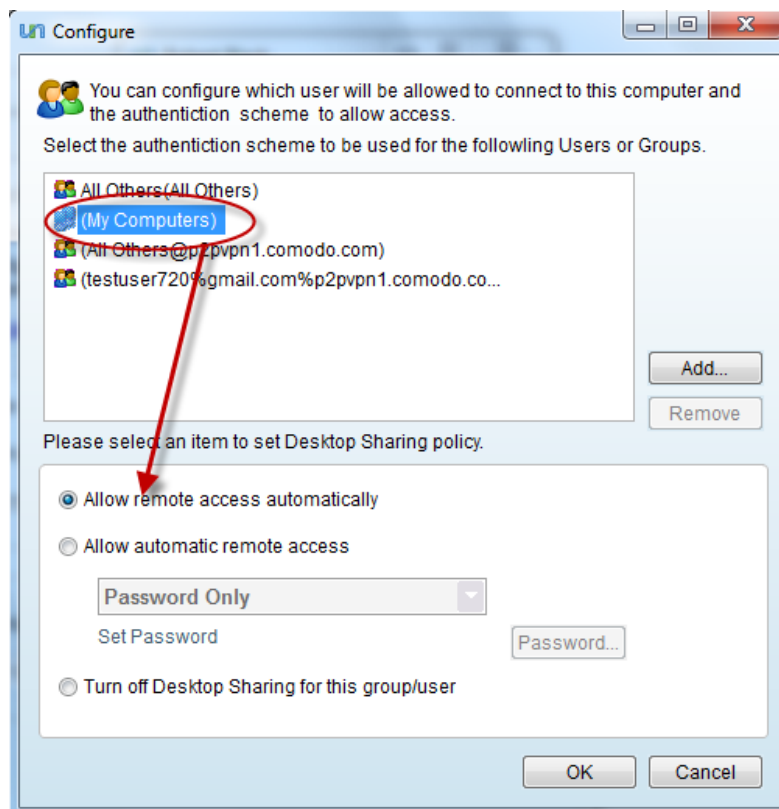 Configure
You can configure which user will be allowed to connect to this computer and
the authentiction scheme to allow access.
Select the authentiction scheme to be used for the followling Users or Groups.
All Others(All Others)
(My Computers)
(All Others@p2pvpn1.comodo.com)
(testuser720%gmail.com%p2pvpn1.comodo.co...
Add...
Remove
Please select an item to set Desktop Sharing policy.
Allow remote access automatically
Allow automatic remote access
Password Only
Set Password
Password...
Turn off Desktop Sharing for this group/user
OK
Cancel